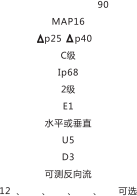 90
MAP16
Δp25 Δp40
C级
Ip68
2级
E1
水平或垂直
U5
D3
可测反向流
12 、 、 、 、 可选